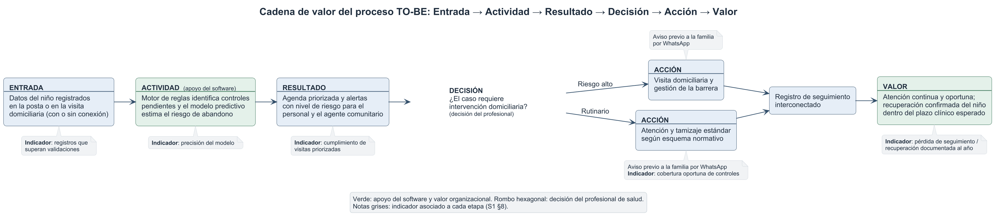 Cadena de valor del proceso TO-BE: Entrada → Actividad → Resultado → Decisión → Acción → Valor
ENTRADA
Datos del niño registrados
en la posta o en la visita
domiciliaria (con o sin conexión)
Indicador: registros que
superan validaciones
ACTIVIDAD (apoyo del software)
Motor de reglas identifica controles
pendientes y el modelo predictivo
estima el riesgo de abandono
Indicador: precisión del modelo
RESULTADO
Agenda priorizada y alertas
con nivel de riesgo para el
personal y el agente comunitario
Indicador: cumplimiento de
visitas priorizadas
DECISIÓN
¿El caso requiere
intervención domiciliaria?
(decisión del profesional)
Riesgo alto
Rutinario
Aviso previo a la familia
por WhatsApp
ACCIÓN
Visita domiciliaria y
gestión de la barrera
ACCIÓN
Atención y tamizaje estándar
según esquema normativo
Aviso previo a la familia por WhatsApp
Indicador: cobertura oportuna de controles
Registro de seguimiento
interconectado
VALOR
Atención continua y oportuna;
recuperación confirmada del niño
dentro del plazo clínico esperado
Indicador: pérdida de seguimiento /
recuperación documentada al año
Verde: apoyo del software y valor organizacional. Rombo hexagonal: decisión del profesional de salud.
Notas grises: indicador asociado a cada etapa (S1 §8).